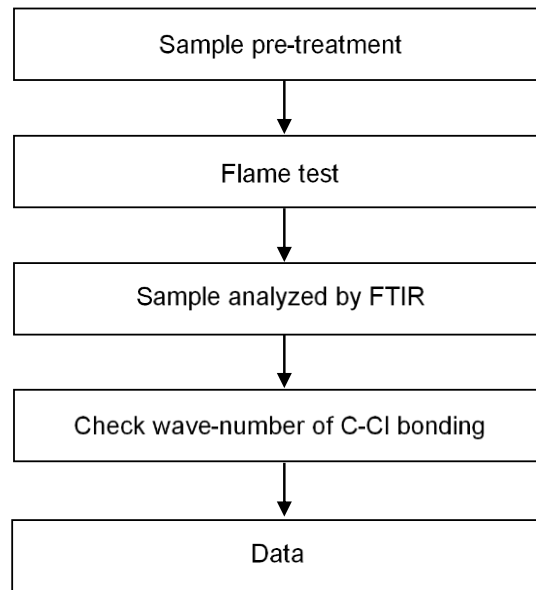 Sample pre-treatment
Flame test
Sample analyzed by FTIR
Check wave-number of C-Cl bonding
Data